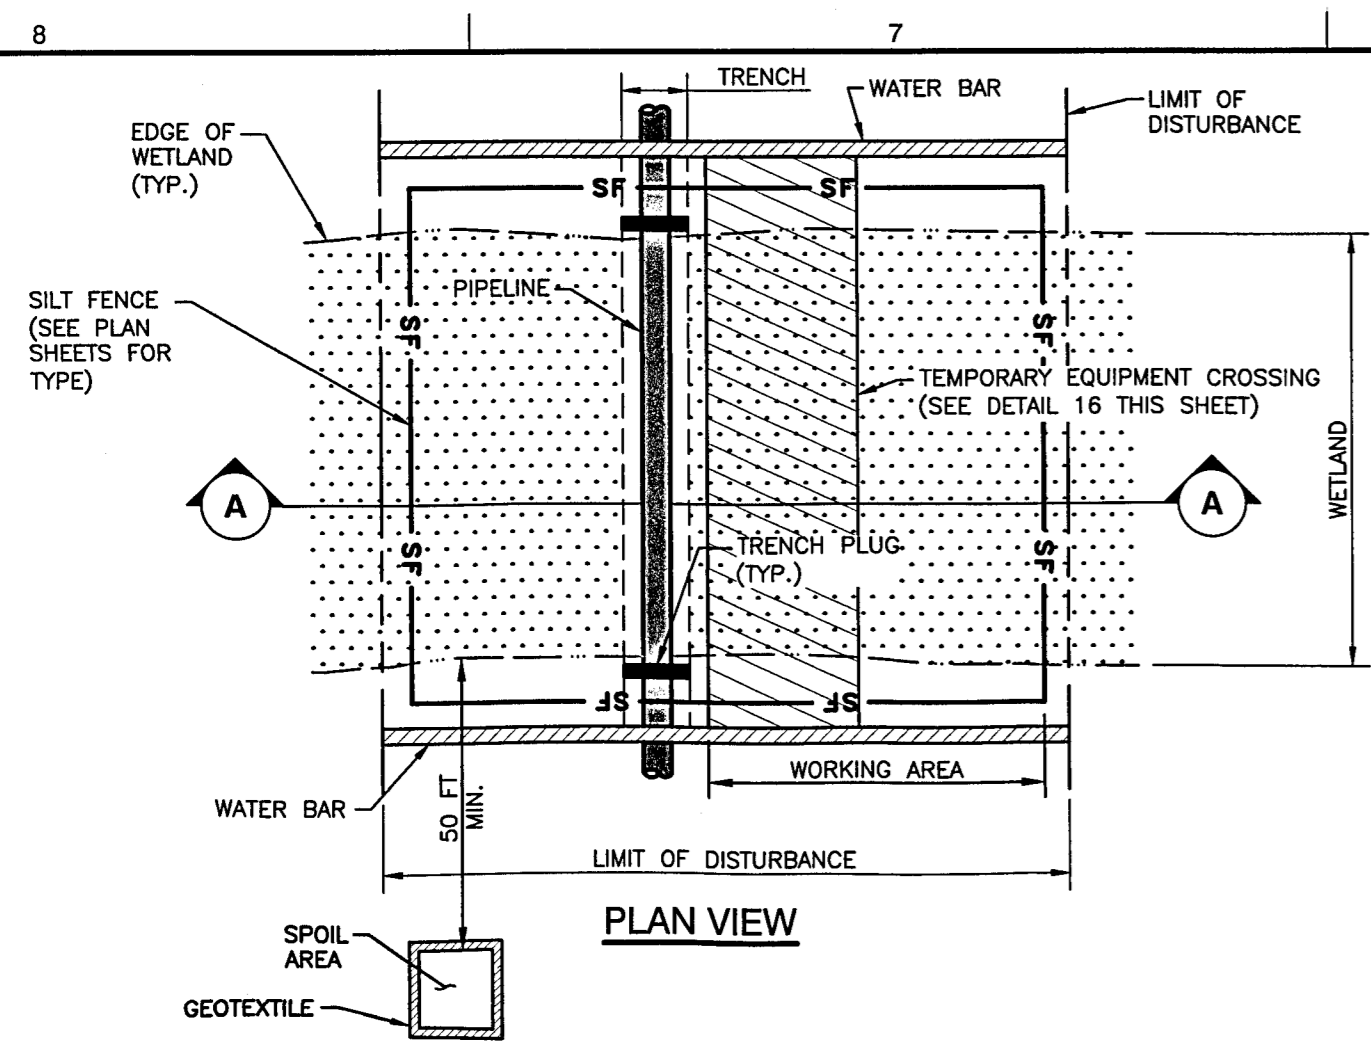 8
7
TRENCH
WATER BAR
LIMIT OF
DISTURBANCE
EDGE OF
WETLAND
(TYP.)
SF
SF
SILT FENCE
(SEE PLAN
SHEETS FOR
TYPE)
PIPELINE
SF
SF
TEMPORARY EQUIPMENT CROSSING
(SEE DETAIL 16 THIS SHEET)
WETLAND
A
A
TRENCH PLUG
(TYP.)
SF
SF
SF
SF
WORKING AREA
WATER BAR
50 FT
MIN.
LIMIT OF DISTURBANCE
PLAN VIEW
SPOIL
AREA
GEOTEXTILE